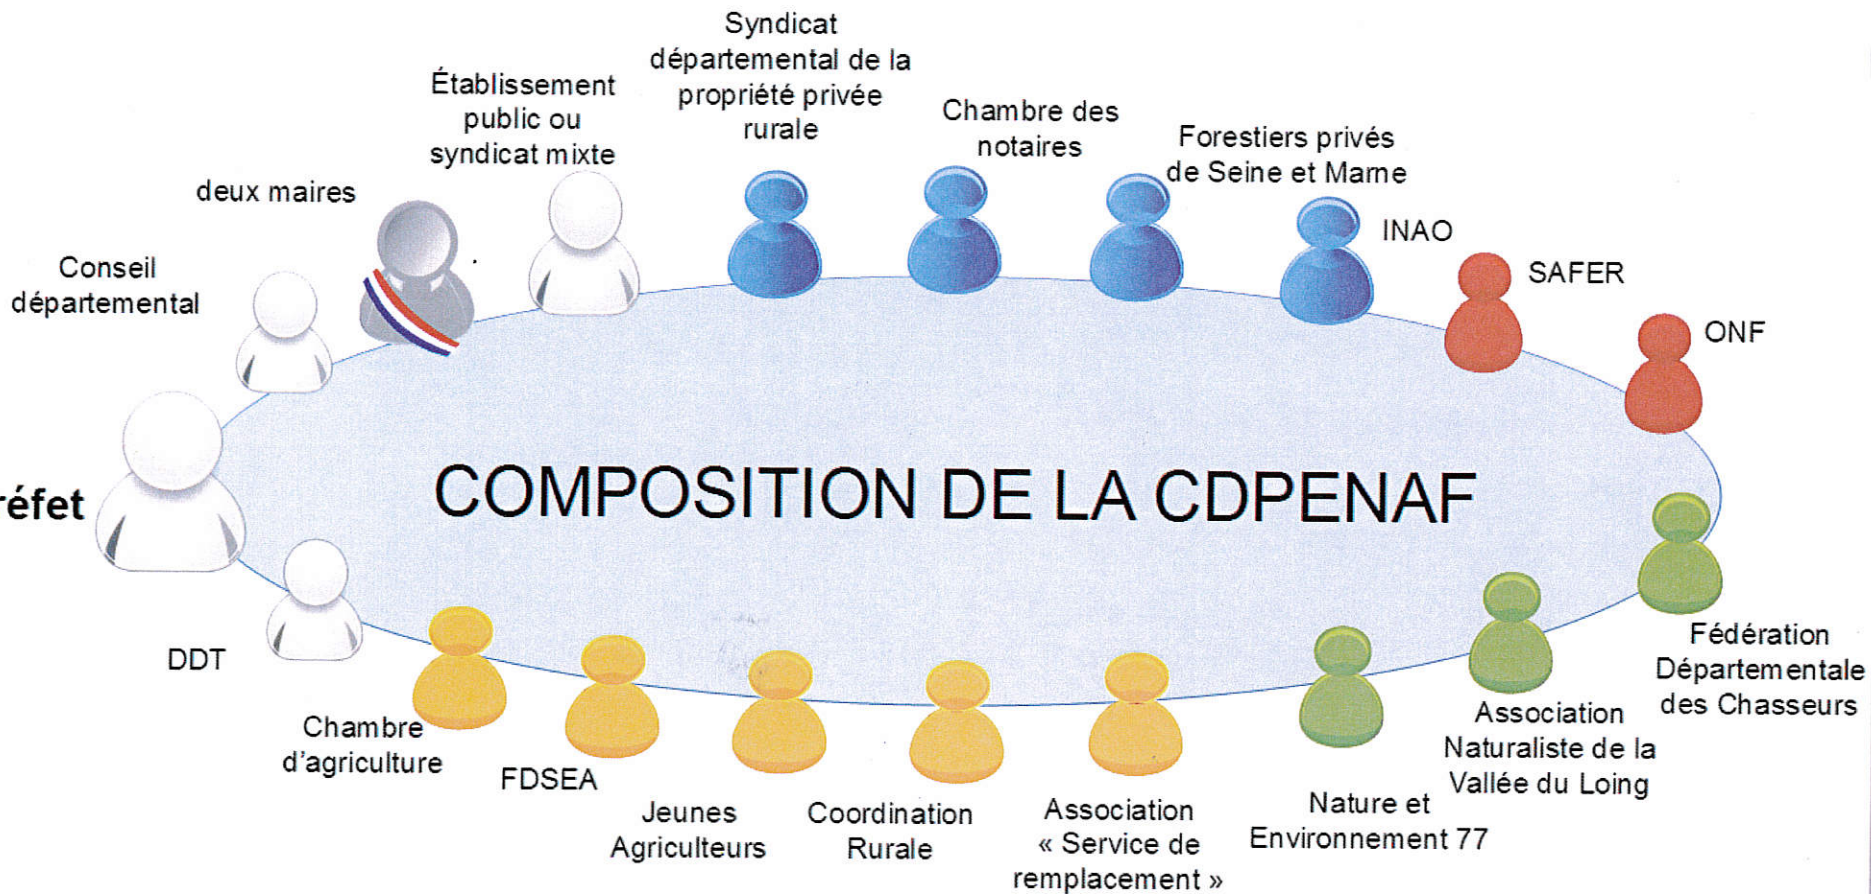 Syndicat
départemental de la
propriété privée
rurale
Établissement
public ou
syndicat mixte
Chambre des
notaires
Forestiers privés
de Seine et Marne
deux maires
INAO
Conseil
départemental
SAFER
ONF
réfet
COMPOSITION DE LA CDPENAF
DDT
Chambre
d'agriculture
FDSEA
Jeunes
Agriculteurs
Coordination
Rurale
Association
« Service de
remplacement »
Nature et
Environnement 77
Association
Naturaliste de la
Vallée du Loing
Fédération
Départementale
des Chasseurs